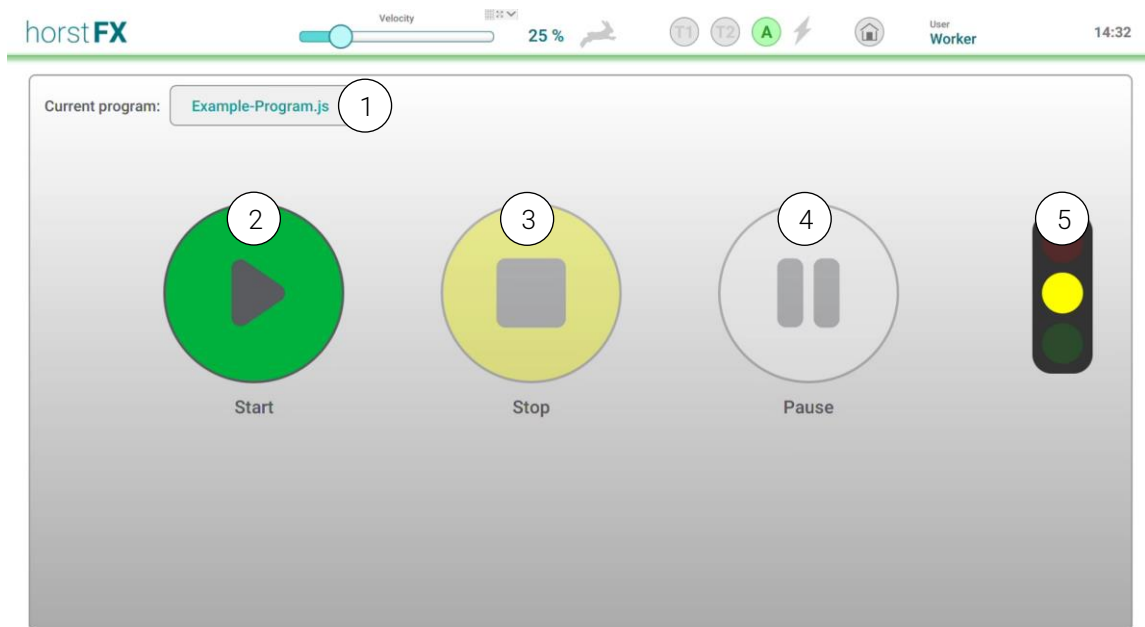 horstFX
Velocity
25 %
T1 T2 A
User
Worker
14:32
Current program: Example-Program.js 1
2 3 4 5
Start Stop Pause